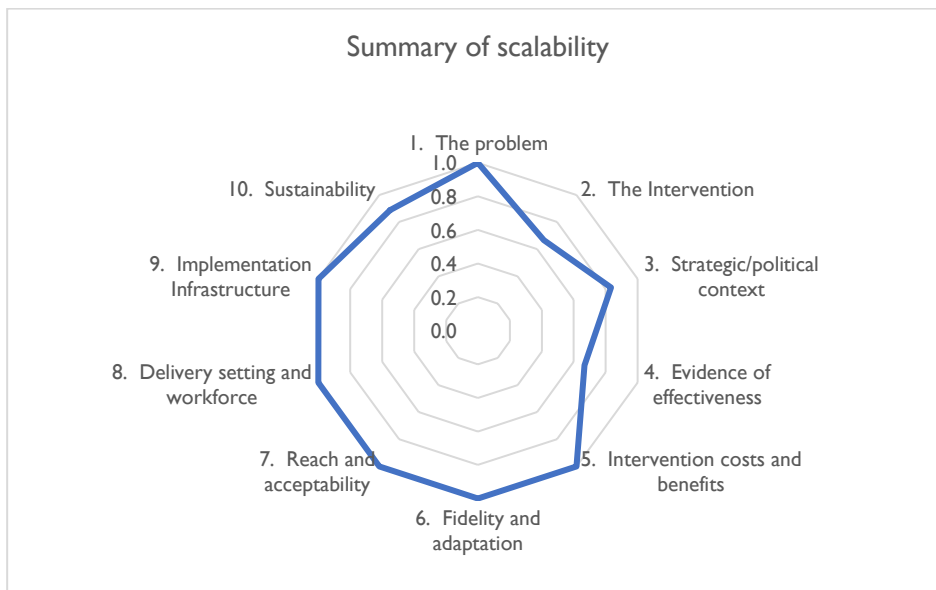 Summary of scalability
1. The problem
2. The Intervention
3. Strategic/political
context
4. Evidence of
effectiveness
5. Intervention costs and
benefits
6. Fidelity and
adaptation
7. Reach and
acceptability
8. Delivery setting and
workforce
9. Implementation
Infrastructure
10. Sustainability
1.0
0.8
0.6
0.4
0.2
0.0